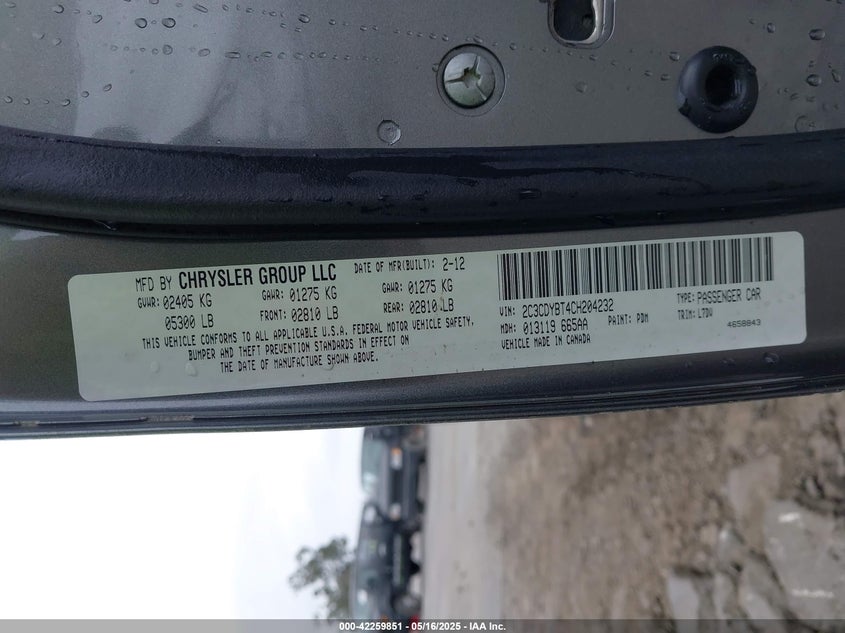 MFD BY CHRYSLER GROUP LLC DATE OF MFR(BUILT): 2-12
GVWR: 02405 KG GAWR: 01275 KG GAWR: 01275 KG
05300 LB FRONT: 02810 LB REAR: 02810 LB
THIS VEHICLE CONFORMS TO ALL APPLICABLE U.S.A. FEDERAL MOTOR VEHICLE SAFETY,
BUMPER AND THEFT PREVENTION STANDARDS IN EFFECT ON
THE DATE OF MANUFACTURE SHOWN ABOVE.
VIN: 2C3CDYBT4CH204232 TYPE: PASSENGER CAR
MDH: 013119 665AA PAINT: PDM TRIM: L7DV
VEHICLE MADE IN CANADA 4658843
000-42259851 - 05/16/2025 - IAA Inc.